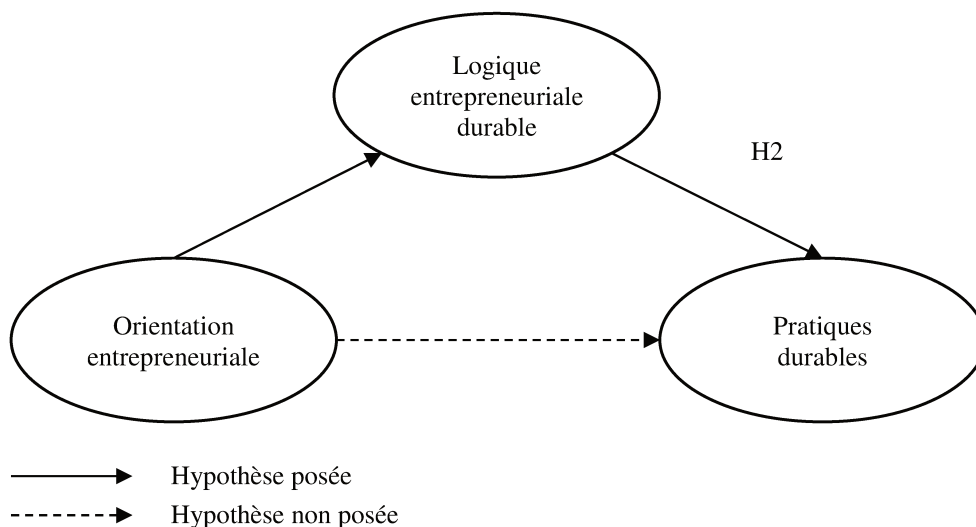 Logique
entrepreneuriale
durable
H2
Orientation
entrepreneuriale
Pratiques
durables
Hypothèse posée
Hypothèse non posée